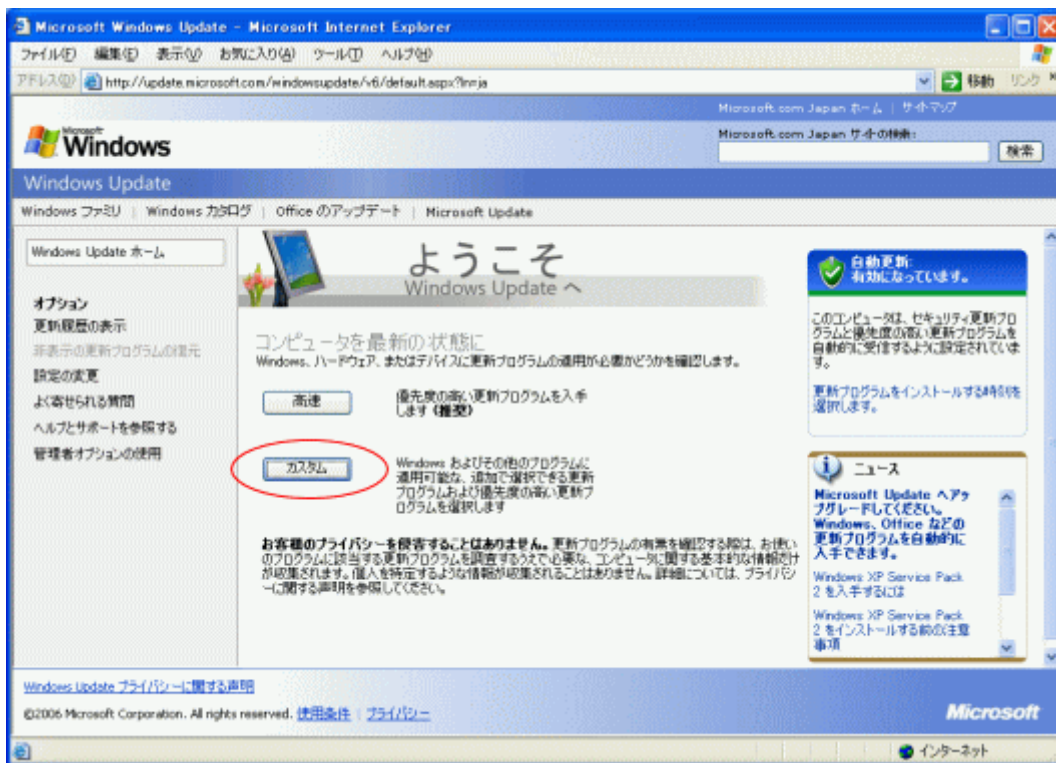 Microsoft Windows Update - Microsoft Internet Explorer
ファイル(F) 編集(E) 表示(V) お気に入り(A) ツール(T) ヘルプ(H)
アドレス(D) http://update.microsoft.com/windowsupdate/v6/default.aspx?ln=ja 移動 リンク »
Microsoft.com Japan ホーム | サイトマップ
Microsoft Windows
Microsoft.com Japan サイトの検索:
検索
Windows Update
Windows ファミリ | Windows カタログ | Office のアップデート | Microsoft Update
Windows Update ホーム
オプション
更新履歴の表示
非表示の更新プログラムの復元
設定の変更
よく寄せられる質問
ヘルプとサポートを参照する
管理者オプションの使用
ようこそ
Windows Update へ
コンピュータを最新の状態に
Windows、ハードウェア、またはデバイスに更新プログラムの適用が必要かどうかを確認します。
高速
優先度の高い更新プログラムを入手
します (推奨)
カスタム
Windows およびその他のプログラムに
適用可能な、追加で選択できる更新
プログラムおよび優先度の高い更新プ
ログラムを選択します
お客様のプライバシーを侵害することはありません。更新プログラムの有無を確認する際は、お使い
のプログラムに該当する更新プログラムを調査するうえで必要な、コンピュータに関する基本的な情報だけ
が収集されます。個人を特定するような情報が収集されることはありません。詳細については、プライバシ
ーに関する声明を参照してください。
自動更新:
有効になっています。
このコンピュータは、セキュリティ更新プロ
グラムと優先度の高い更新プログラムを
自動的に受信するように設定されていま
す。
更新プログラムをインストールする時刻を
選択します。
ニュース
Microsoft Update へアッ
プグレードしてください。
Windows、Office などの
更新プログラムを自動的に
入手できます。
Windows XP Service Pack
2 を入手するには
Windows XP Service Pack
2 をインストールする前の注意
事項
Windows Update プライバシーに関する声明
©2006 Microsoft Corporation. All rights reserved. 使用条件 | プライバシー
Microsoft
インターネット